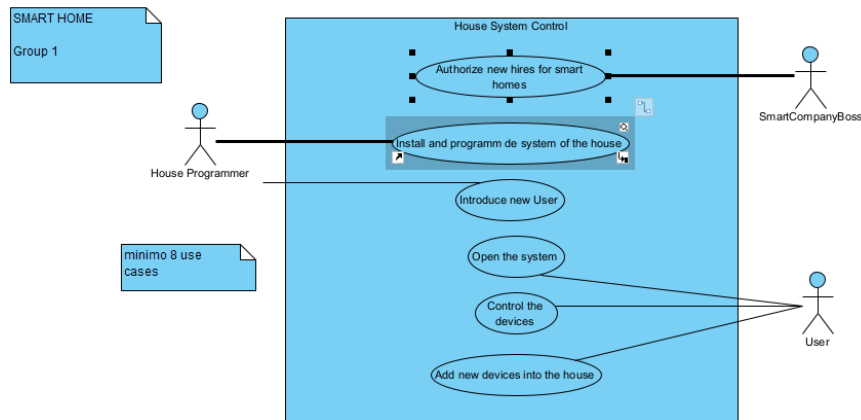 SMART HOME
Group 1
House System Control
Authorize new hires for smart
homes
SmartCompanyBoss
Install and programm de system of the house
House Programmer
Introduce new User
minimo 8 use
cases
Open the system
Control the
devices
User
Add new devices into the house